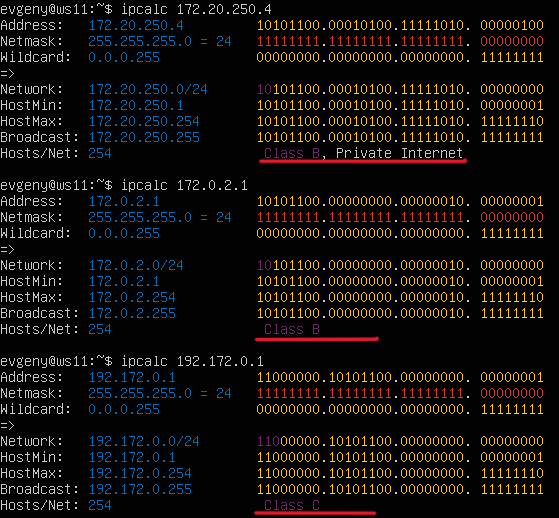 evgeny@ws11:~$ ipcalc 172.20.250.4
Address:   172.20.250.4         10101100.00010100.11111010. 00000100
Netmask:   255.255.255.0 = 24   11111111.11111111.11111111. 00000000
Wildcard:  0.0.0.255            00000000.00000000.00000000. 11111111
=>
Network:   172.20.250.0/24      10101100.00010100.11111010. 00000000
HostMin:   172.20.250.1         10101100.00010100.11111010. 00000001
HostMax:   172.20.250.254       10101100.00010100.11111010. 11111110
Broadcast: 172.20.250.255       10101100.00010100.11111010. 11111111
Hosts/Net: 254                   Class B, Private Internet
evgeny@ws11:~$ ipcalc 172.0.2.1
Address:   172.0.2.1            10101100.00000000.00000010. 00000001
Netmask:   255.255.255.0 = 24   11111111.11111111.11111111. 00000000
Wildcard:  0.0.0.255            00000000.00000000.00000000. 11111111
=>
Network:   172.0.2.0/24         10101100.00000000.00000010. 00000000
HostMin:   172.0.2.1            10101100.00000000.00000010. 00000001
HostMax:   172.0.2.254          10101100.00000000.00000010. 11111110
Broadcast: 172.0.2.255          10101100.00000000.00000010. 11111111
Hosts/Net: 254                   Class B
evgeny@ws11:~$ ipcalc 192.172.0.1
Address:   192.172.0.1          11000000.10101100.00000000. 00000001
Netmask:   255.255.255.0 = 24   11111111.11111111.11111111. 00000000
Wildcard:  0.0.0.255            00000000.00000000.00000000. 11111111
=>
Network:   192.172.0.0/24       11000000.10101100.00000000. 00000000
HostMin:   192.172.0.1          11000000.10101100.00000000. 00000001
HostMax:   192.172.0.254        11000000.10101100.00000000. 11111110
Broadcast: 192.172.0.255        11000000.10101100.00000000. 11111111
Hosts/Net: 254                   Class C